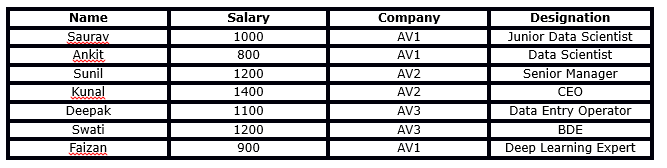 Name Salary Company Designation
Saurav 1000 AV1 Junior Data Scientist
Ankit 800 AV1 Data Scientist
Sunil 1200 AV2 Senior Manager
Kunal 1400 AV2 CEO
Deepak 1100 AV3 Data Entry Operator
Swati 1200 AV3 BDE
Faizan 900 AV1 Deep Learning Expert